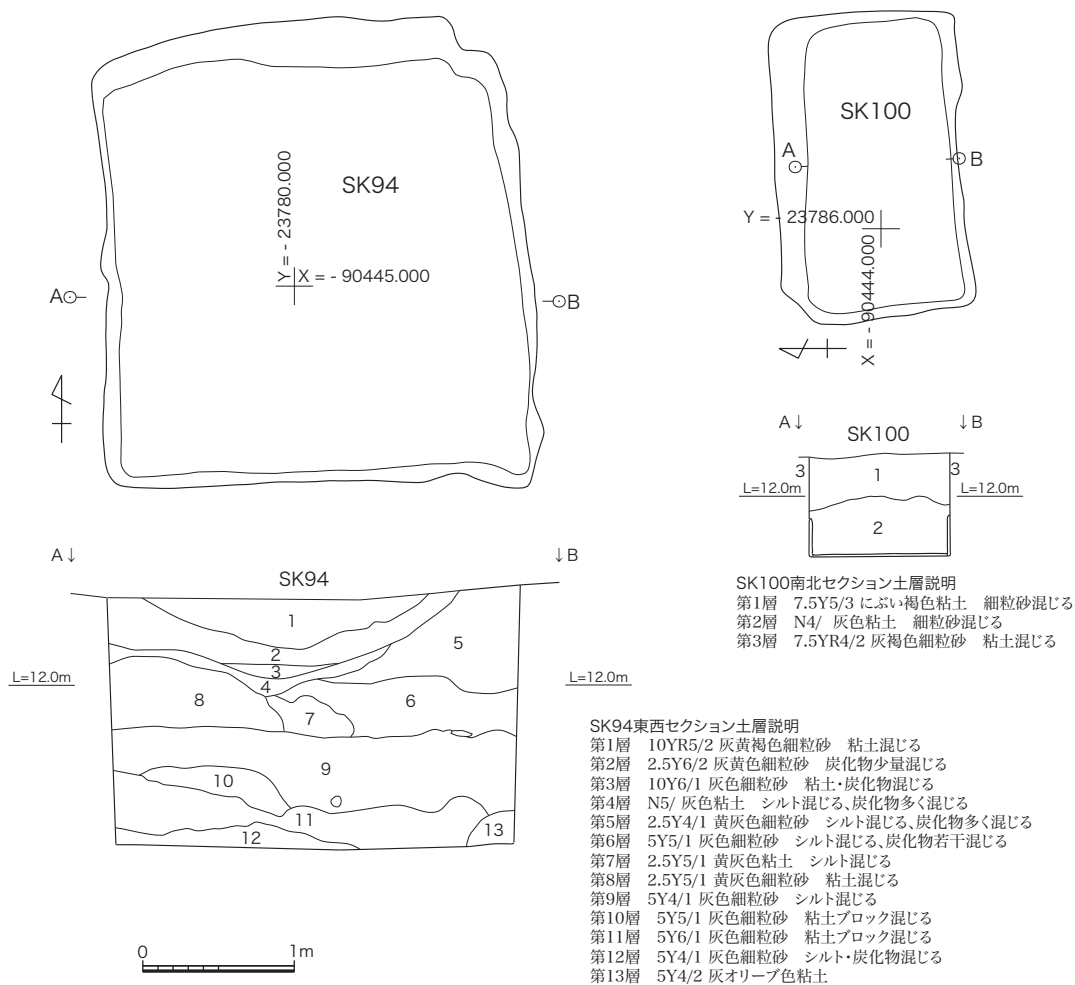 SK94
Y = - 23780.000
X = - 90445.000
A
B
SK100
A
B
Y = - 23786.000
X = - 90444.000
A↓
↓B
SK100
3
1
3
L=12.0m
L=12.0m
2
SK100南北セクション土層説明
第1層 7.5Y5/3 にぶい褐色粘土 細粒砂混じる
第2層 N4/ 灰色粘土 細粒砂混じる
第3層 7.5YR4/2 灰褐色細粒砂 粘土混じる
A↓
↓B
SK94
1
2
3
4
5
L=12.0m
L=12.0m
8
7
6
9
10
11
12
13
0
1m
SK94東西セクション土層説明
第1層 10YR5/2 灰黄褐色細粒砂 粘土混じる
第2層 2.5Y6/2 灰黄色細粒砂 炭化物少量混じる
第3層 10Y6/1 灰色細粒砂 粘土・炭化物混じる
第4層 N5/ 灰色粘土 シルト混じる、炭化物多く混じる
第5層 2.5Y4/1 黄灰色細粒砂 シルト混じる、炭化物多く混じる
第6層 5Y5/1 灰色細粒砂 シルト混じる、炭化物若干混じる
第7層 2.5Y5/1 黄灰色粘土 シルト混じる
第8層 2.5Y5/1 黄灰色細粒砂 粘土混じる
第9層 5Y4/1 灰色細粒砂 シルト混じる
第10層 5Y5/1 灰色細粒砂 粘土ブロック混じる
第11層 5Y6/1 灰色細粒砂 粘土ブロック混じる
第12層 5Y4/1 灰色細粒砂 シルト・炭化物混じる
第13層 5Y4/2 灰オリーブ色粘土